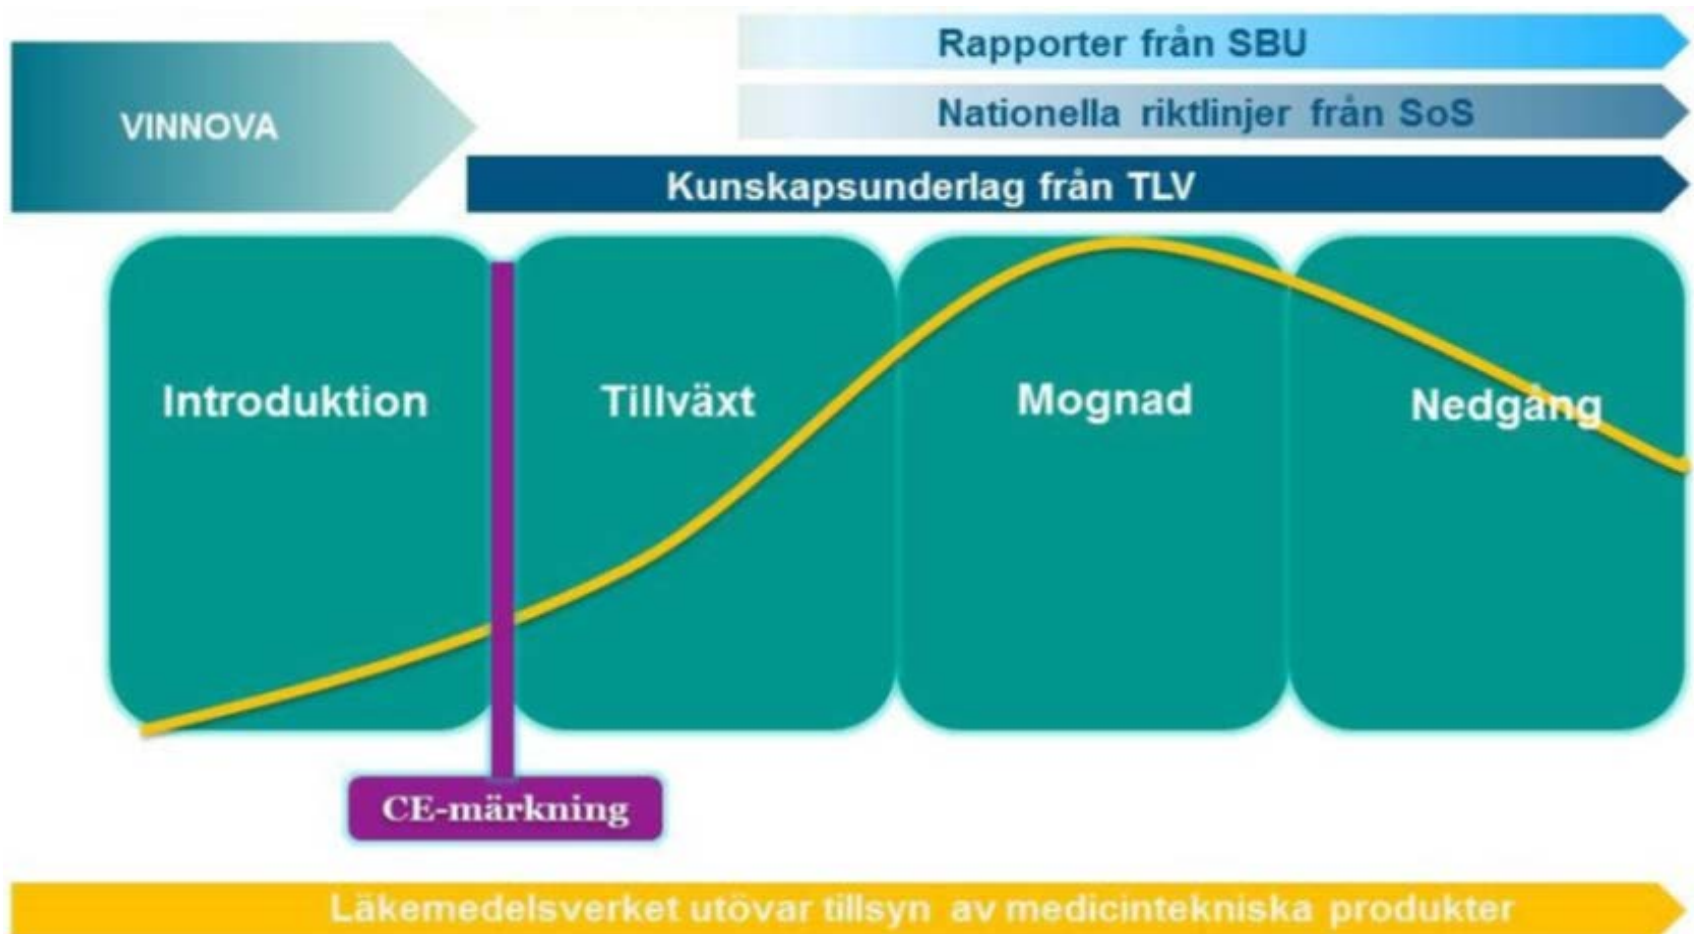 Rapporter från SBU
VINNOVA
Nationella riktlinjer från SoS
Kunskapsunderlag från TLV
Introduktion
Tillväxt
Mognad
Nedgång
CE-märkning
Läkemedelsverket utövar tillsyn av medicintekniska produkter